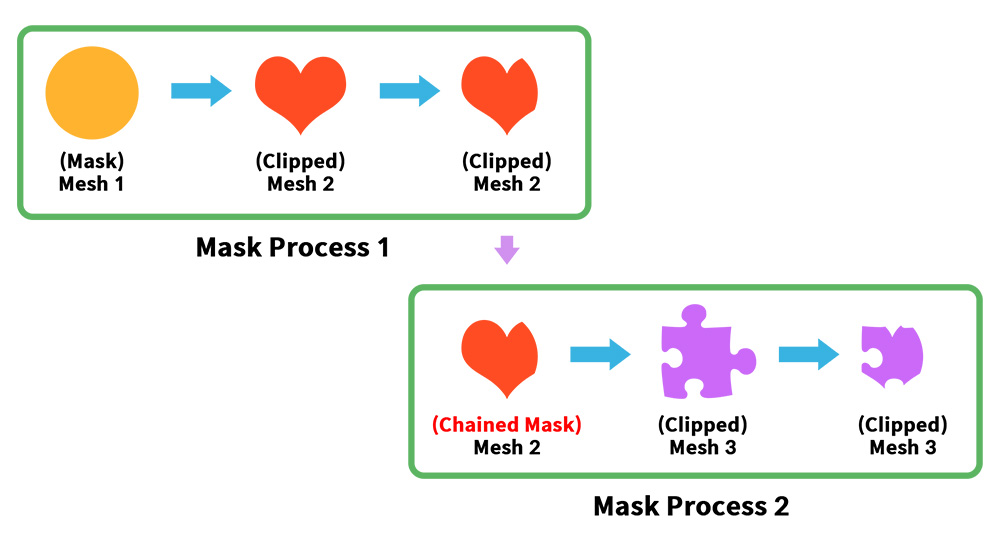 (Mask)
Mesh 1
(Clipped)
Mesh 2
(Clipped)
Mesh 2
Mask Process 1
(Chained Mask)
Mesh 2
(Clipped)
Mesh 3
(Clipped)
Mesh 3
Mask Process 2